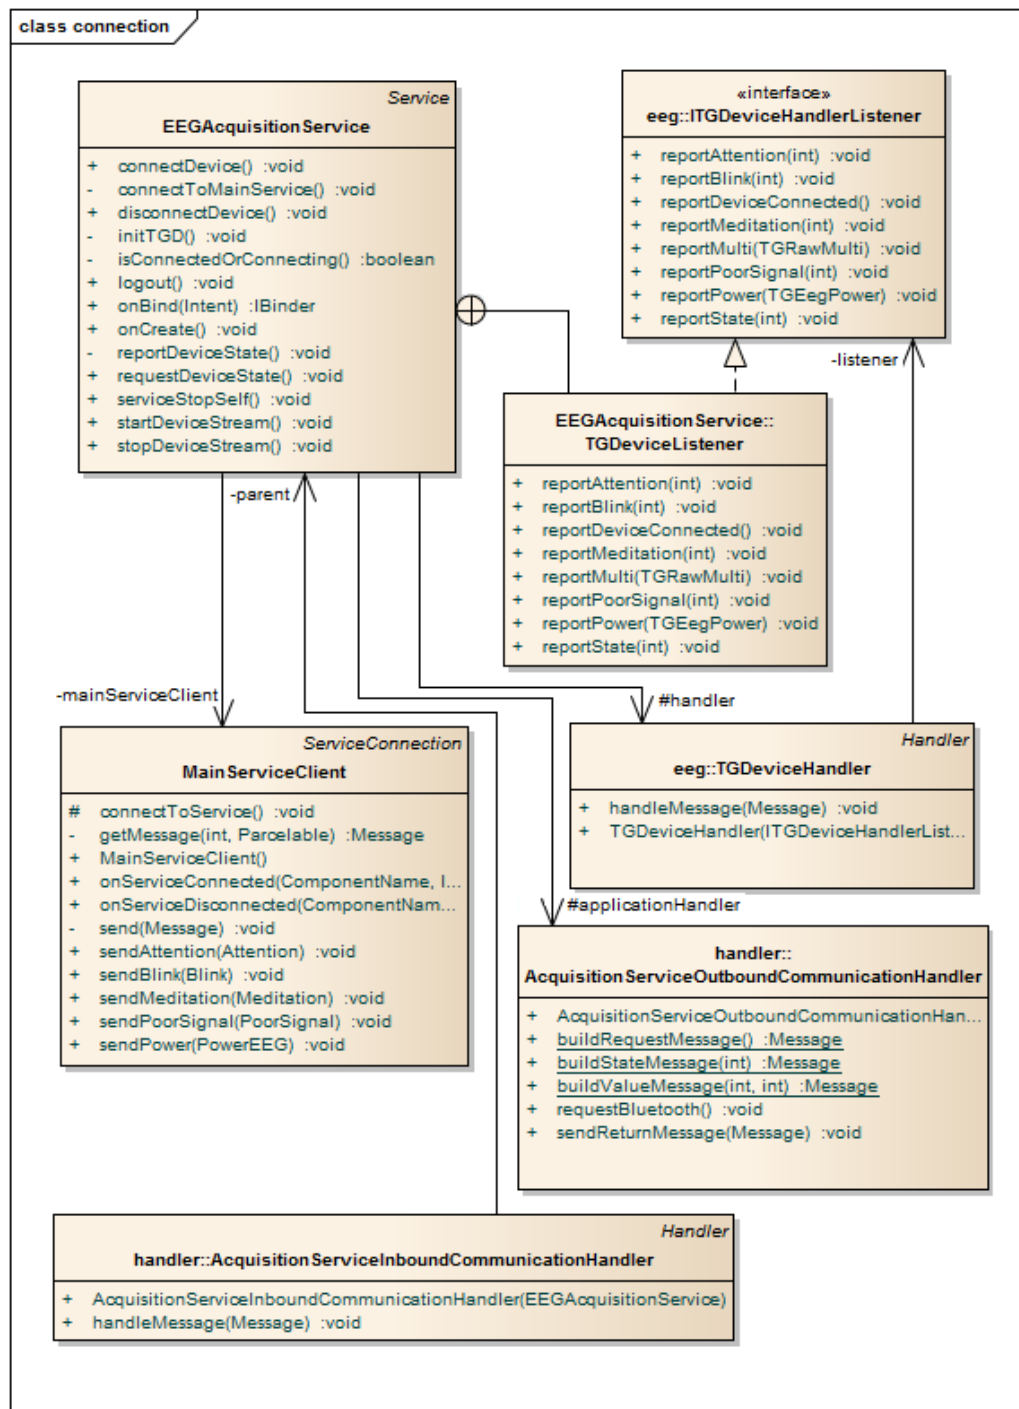 class connection
Service
EEGAcquisitionService
+ connectDevice() :void
- connectToMainService() :void
+ disconnectDevice() :void
- initTGD() :void
- isConnectedOrConnecting() :boolean
+ logout() :void
+ onBind(Intent) :IBinder
+ onCreate() :void
- reportDeviceState() :void
+ requestDeviceState() :void
+ serviceStopSelf() :void
+ startDeviceStream() :void
+ stopDeviceStream() :void
«interface»
eeg::ITGDeviceHandlerListener
+ reportAttention(int) :void
+ reportBlink(int) :void
+ reportDeviceConnected() :void
+ reportMeditation(int) :void
+ reportMulti(TGRawMulti) :void
+ reportPoorSignal(int) :void
+ reportPower(TGEegPower) :void
+ reportState(int) :void
-listener
EEGAcquisitionService::
TGDeviceListener
+ reportAttention(int) :void
+ reportBlink(int) :void
+ reportDeviceConnected() :void
+ reportMeditation(int) :void
+ reportMulti(TGRawMulti) :void
+ reportPoorSignal(int) :void
+ reportPower(TGEegPower) :void
+ reportState(int) :void
-parent
-mainServiceClient
#handler
ServiceConnection
MainServiceClient
# connectToService() :void
- getMessage(int, Parcelable) :Message
+ MainServiceClient()
+ onServiceConnected(ComponentName, I...
+ onServiceDisconnected(ComponentNam...
- send(Message) :void
+ sendAttention(Attention) :void
+ sendBlink(Blink) :void
+ sendMeditation(Meditation) :void
+ sendPoorSignal(PoorSignal) :void
+ sendPower(PowerEEG) :void
Handler
eeg::TGDeviceHandler
+ handleMessage(Message) :void
+ TGDeviceHandler(ITGDeviceHandlerList...
#applicationHandler
handler::
AcquisitionServiceOutboundCommunicationHandler
+ AcquisitionServiceOutboundCommunicationHan...
+ buildRequestMessage() :Message
+ buildStateMessage(int) :Message
+ buildValueMessage(int, int) :Message
+ requestBluetooth() :void
+ sendReturnMessage(Message) :void
Handler
handler::AcquisitionServiceInboundCommunicationHandler
+ AcquisitionServiceInboundCommunicationHandler(EEGAcquisitionService)
+ handleMessage(Message) :void